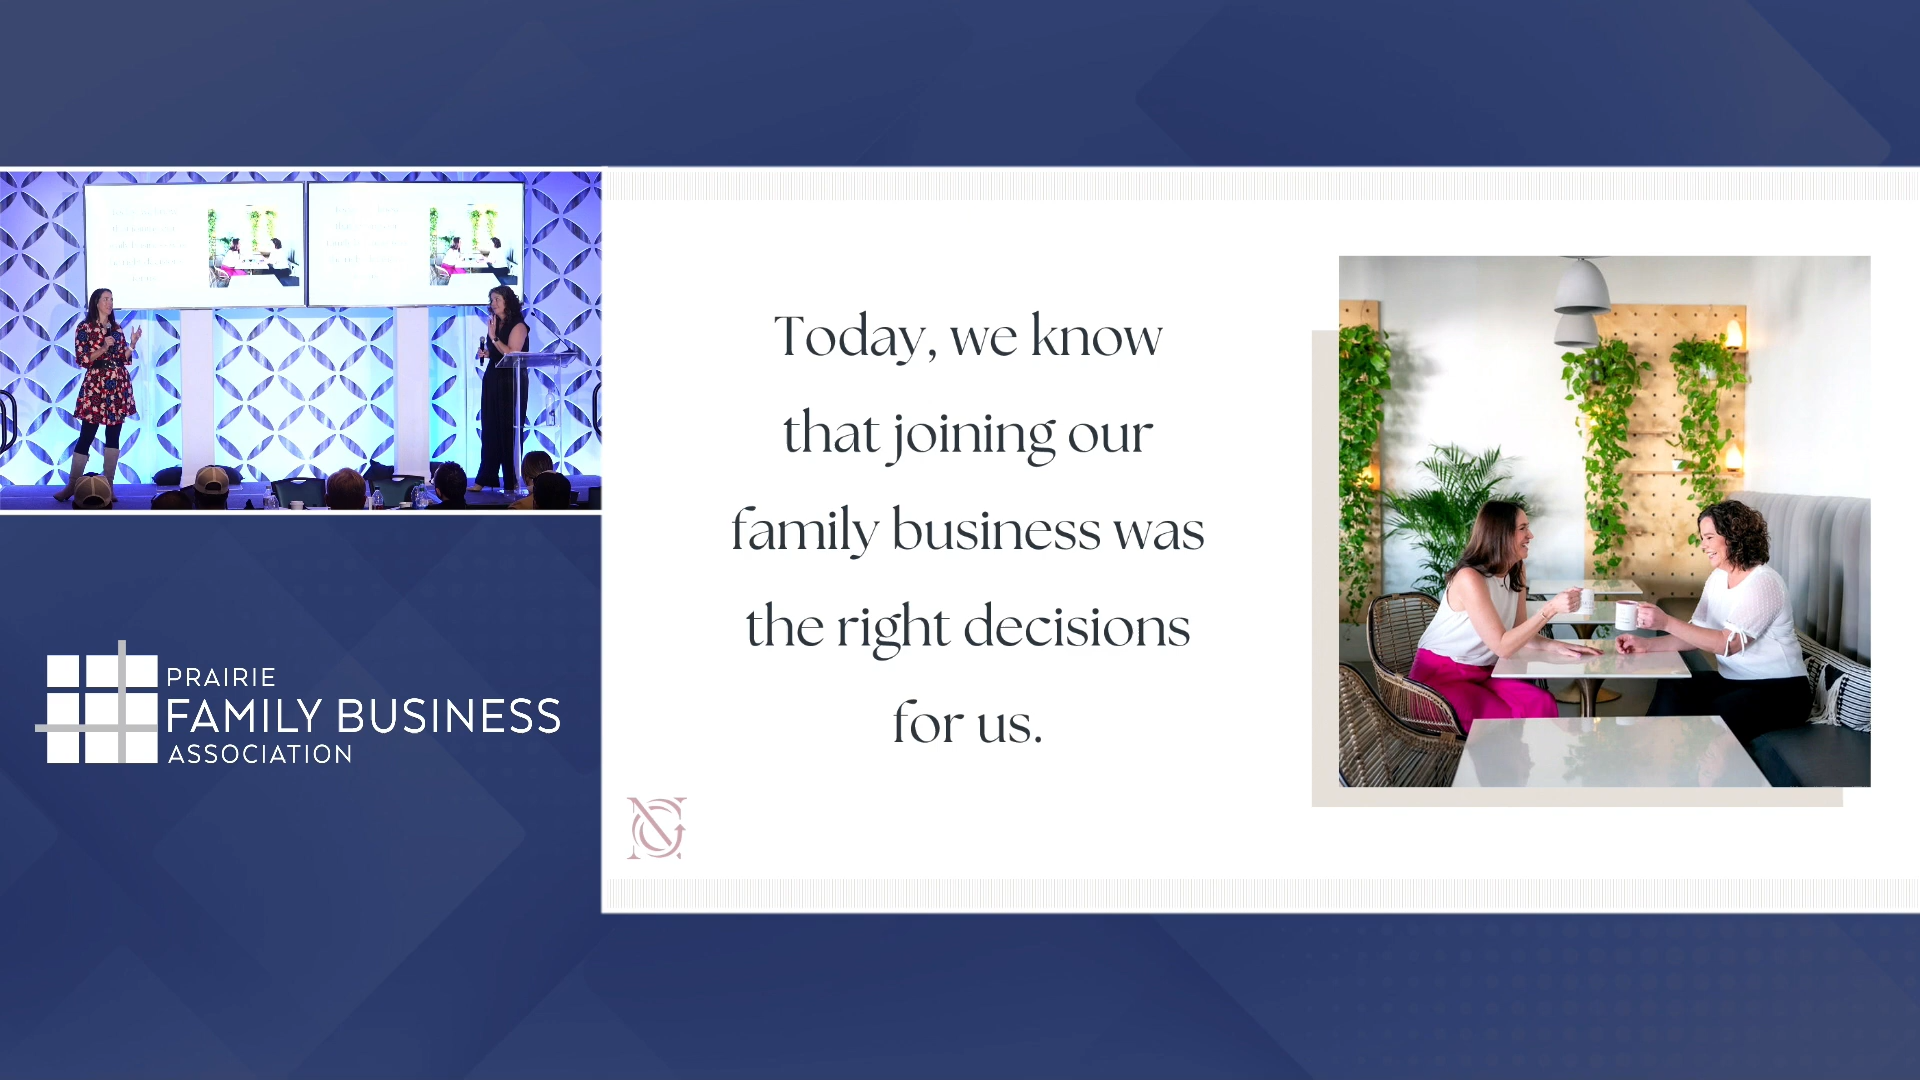 Today, we know
that joining our
family business was
the right decisions
for us.
PRAIRIE
FAMILY BUSINESS
ASSOCIATION